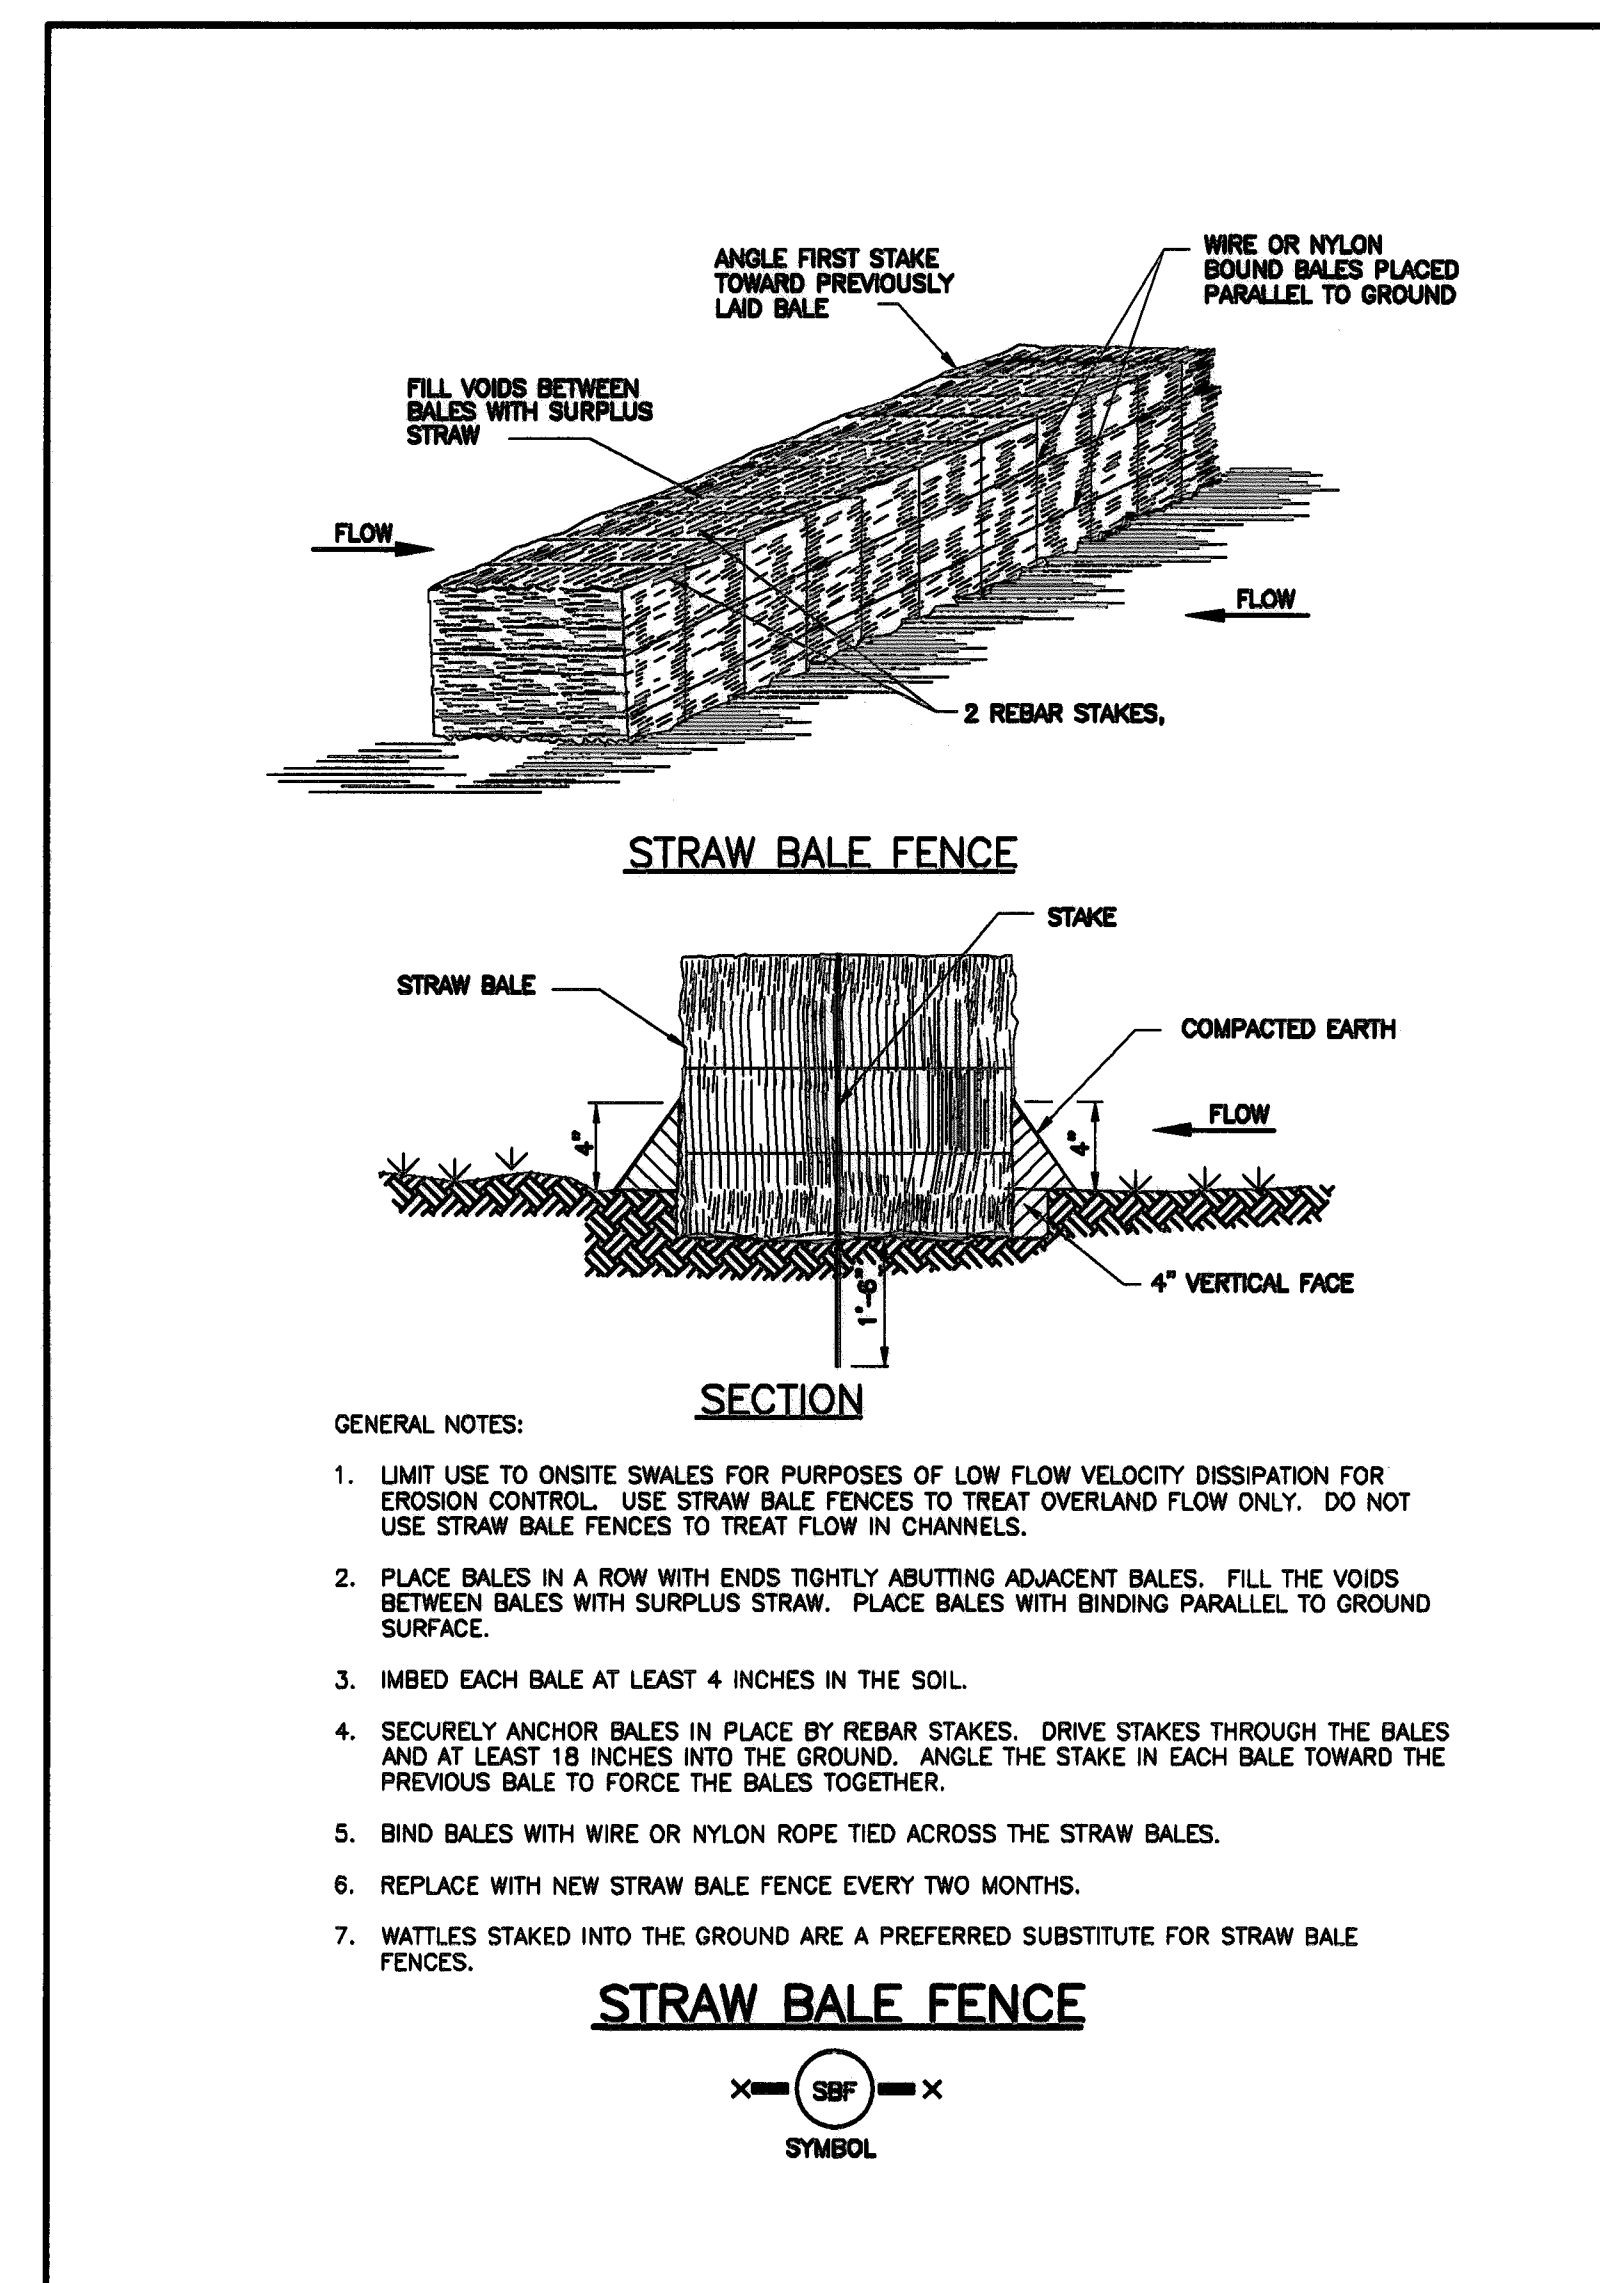 ANGLE FIRST STAKE
TOWARD PREVIOUSLY
LAID BALE
WIRE OR NYLON
BOUND BALES PLACED
PARALLEL TO GROUND
FILL VOIDS BETWEEN
BALES WITH SURPLUS
STRAW
FLOW
FLOW
2 REBAR STAKES,
STRAW BALE FENCE
STAKE
STRAW BALE
COMPACTED EARTH
FLOW
4"
4"
4" VERTICAL FACE
1'-6"
SECTION
GENERAL NOTES:
1. LIMIT USE TO ONSITE SWALES FOR PURPOSES OF LOW FLOW VELOCITY DISSIPATION FOR
EROSION CONTROL. USE STRAW BALE FENCES TO TREAT OVERLAND FLOW ONLY. DO NOT
USE STRAW BALE FENCES TO TREAT FLOW IN CHANNELS.
2. PLACE BALES IN A ROW WITH ENDS TIGHTLY ABUTTING ADJACENT BALES. FILL THE VOIDS
BETWEEN BALES WITH SURPLUS STRAW. PLACE BALES WITH BINDING PARALLEL TO GROUND
SURFACE.
3. IMBED EACH BALE AT LEAST 4 INCHES IN THE SOIL.
4. SECURELY ANCHOR BALES IN PLACE BY REBAR STAKES. DRIVE STAKES THROUGH THE BALES
AND AT LEAST 18 INCHES INTO THE GROUND. ANGLE THE STAKE IN EACH BALE TOWARD THE
PREVIOUS BALE TO FORCE THE BALES TOGETHER.
5. BIND BALES WITH WIRE OR NYLON ROPE TIED ACROSS THE STRAW BALES.
6. REPLACE WITH NEW STRAW BALE FENCE EVERY TWO MONTHS.
7. WATTLES STAKED INTO THE GROUND ARE A PREFERRED SUBSTITUTE FOR STRAW BALE
FENCES.
STRAW BALE FENCE
X SBF X
SYMBOL